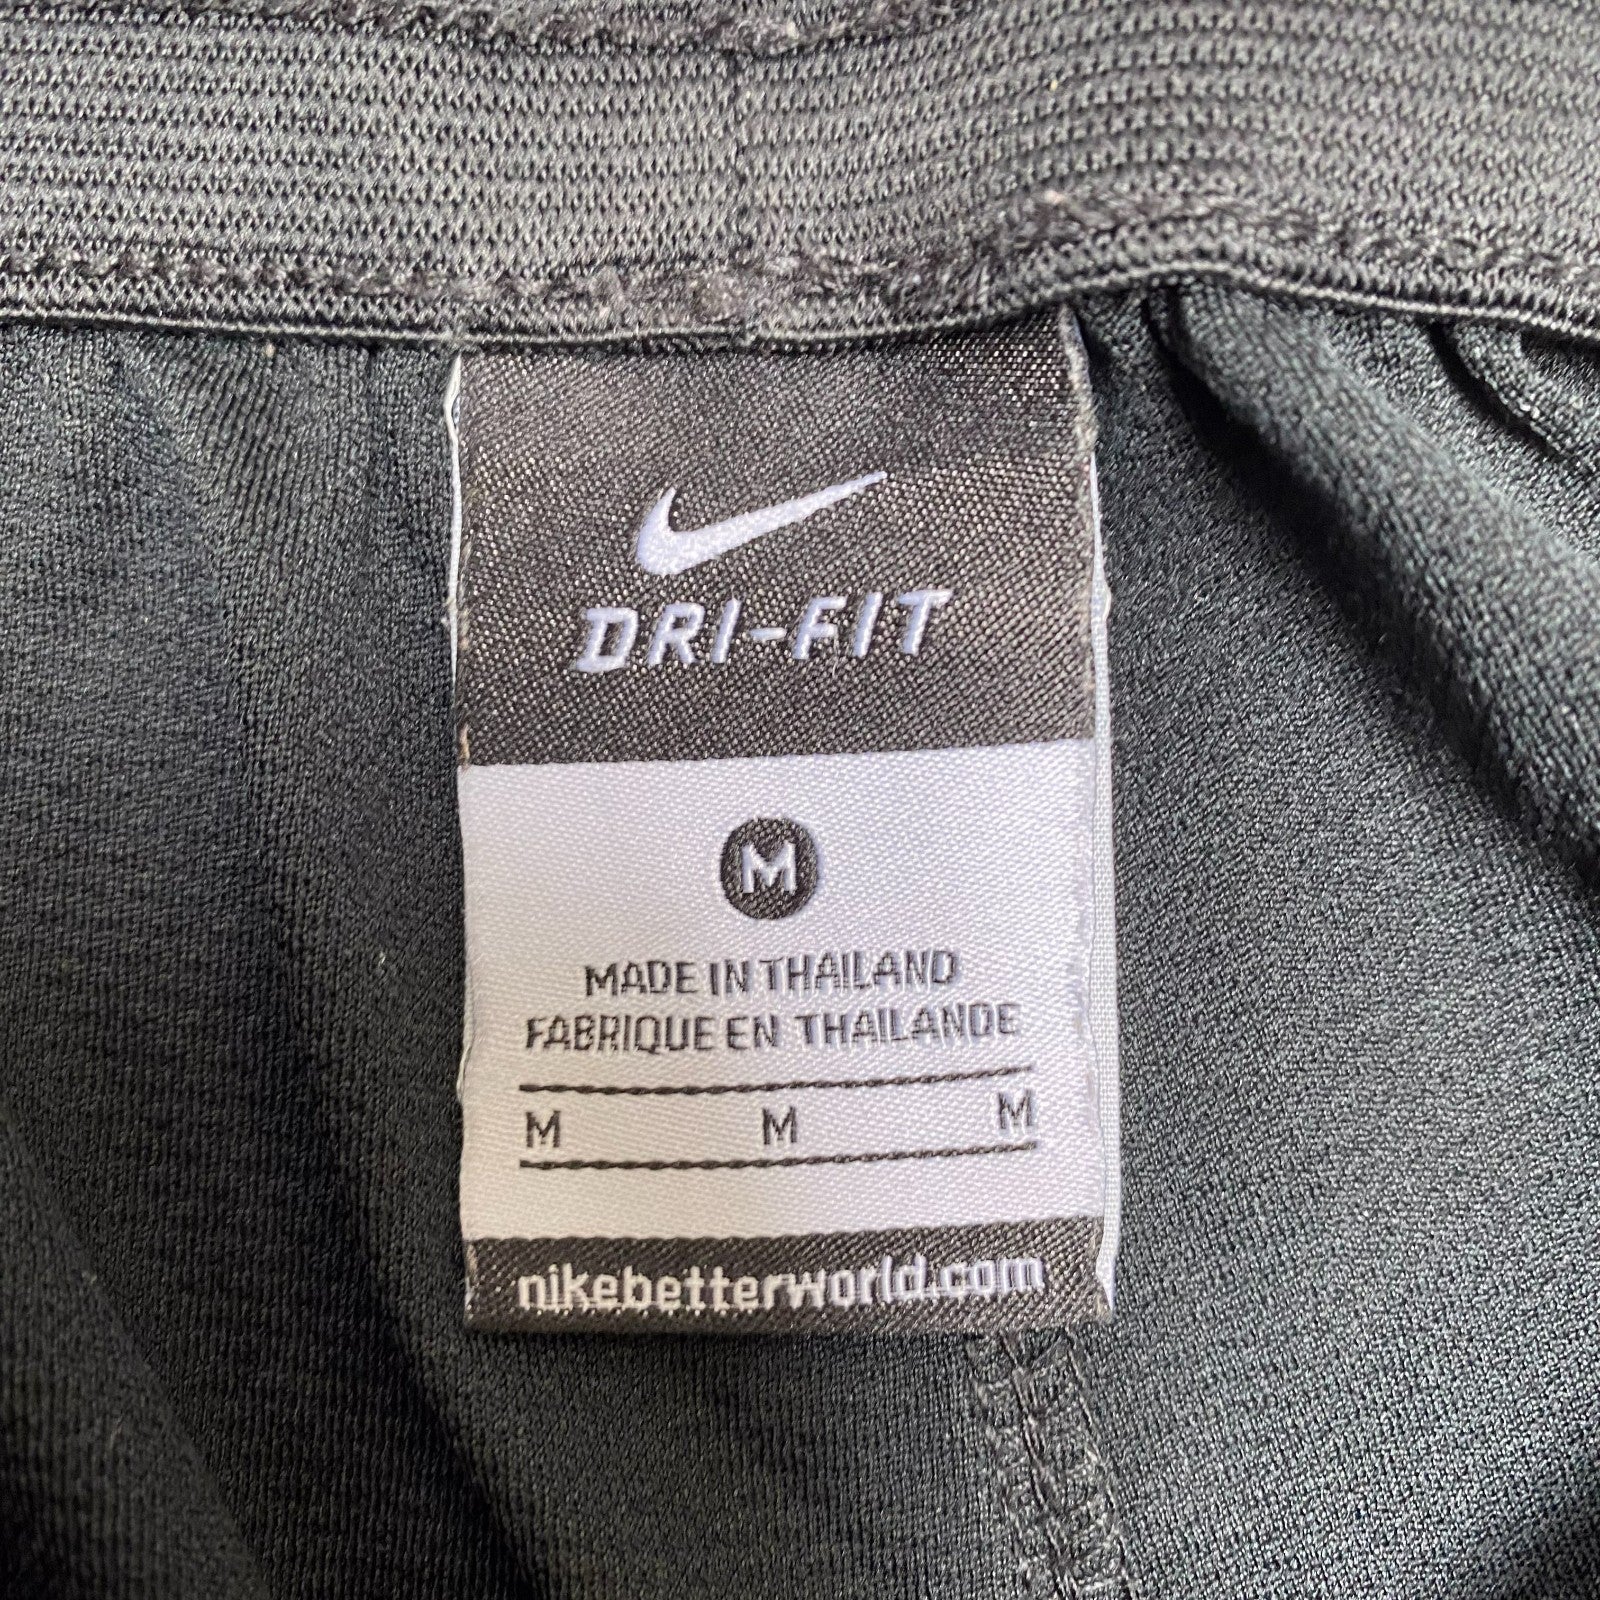 DRI-FIT
M
MADE IN THAILAND
FABRIQUE EN THAILANDE
M M M
nikebetterworld.com